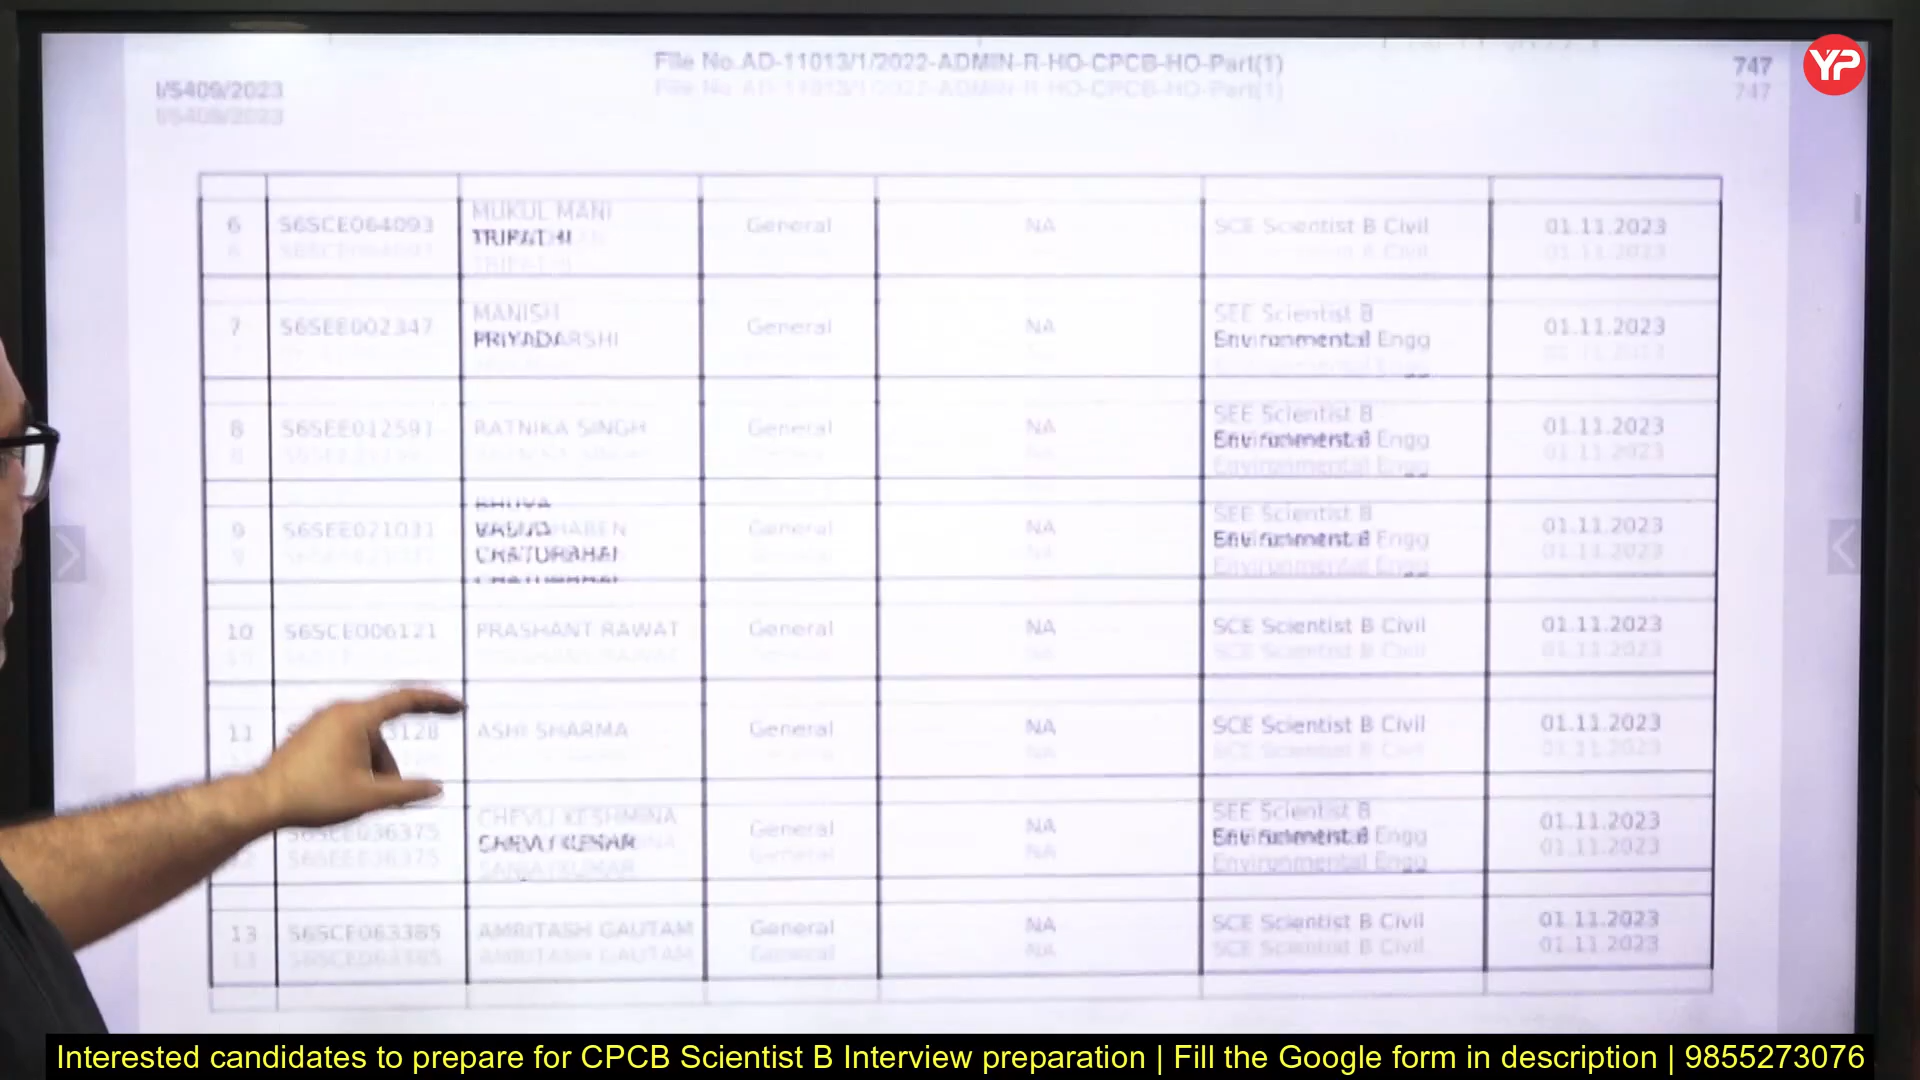 File No.AD-11013/1/2022-ADMIN-R-HO-CPCB-HO-Part(1)
747
YP
I/5409/2023
6 S6SCE064093 MUKUL MANI TRIPATHI General NA SCE Scientist B Civil 01.11.2023
7 S6SEE002347 MANISH PRIYADARSHI General NA SEE Scientist B Environmental Engg 01.11.2023
8 S6SEE012591 RATNIKA SINGH General NA SEE Scientist B Environmental Engg 01.11.2023
9 S6SEE071031 CHATURBHAI General NA SEE Scientist B Environmental Engg 01.11.2023
10 S6SCE006121 PRASHANT RAWAT General NA SCE Scientist B Civil 01.11.2023
11 3128 ASHI SHARMA General NA SCE Scientist B Civil 01.11.2023
12 S6SEE036375 CHEVLI KESHMINA General NA SEE Scientist B Environmental Engg 01.11.2023
13 S6SCE063385 AMRITASH GAUTAM General NA SCE Scientist B Civil 01.11.2023
Interested candidates to prepare for CPCB Scientist B Interview preparation | Fill the Google form in description | 9855273076